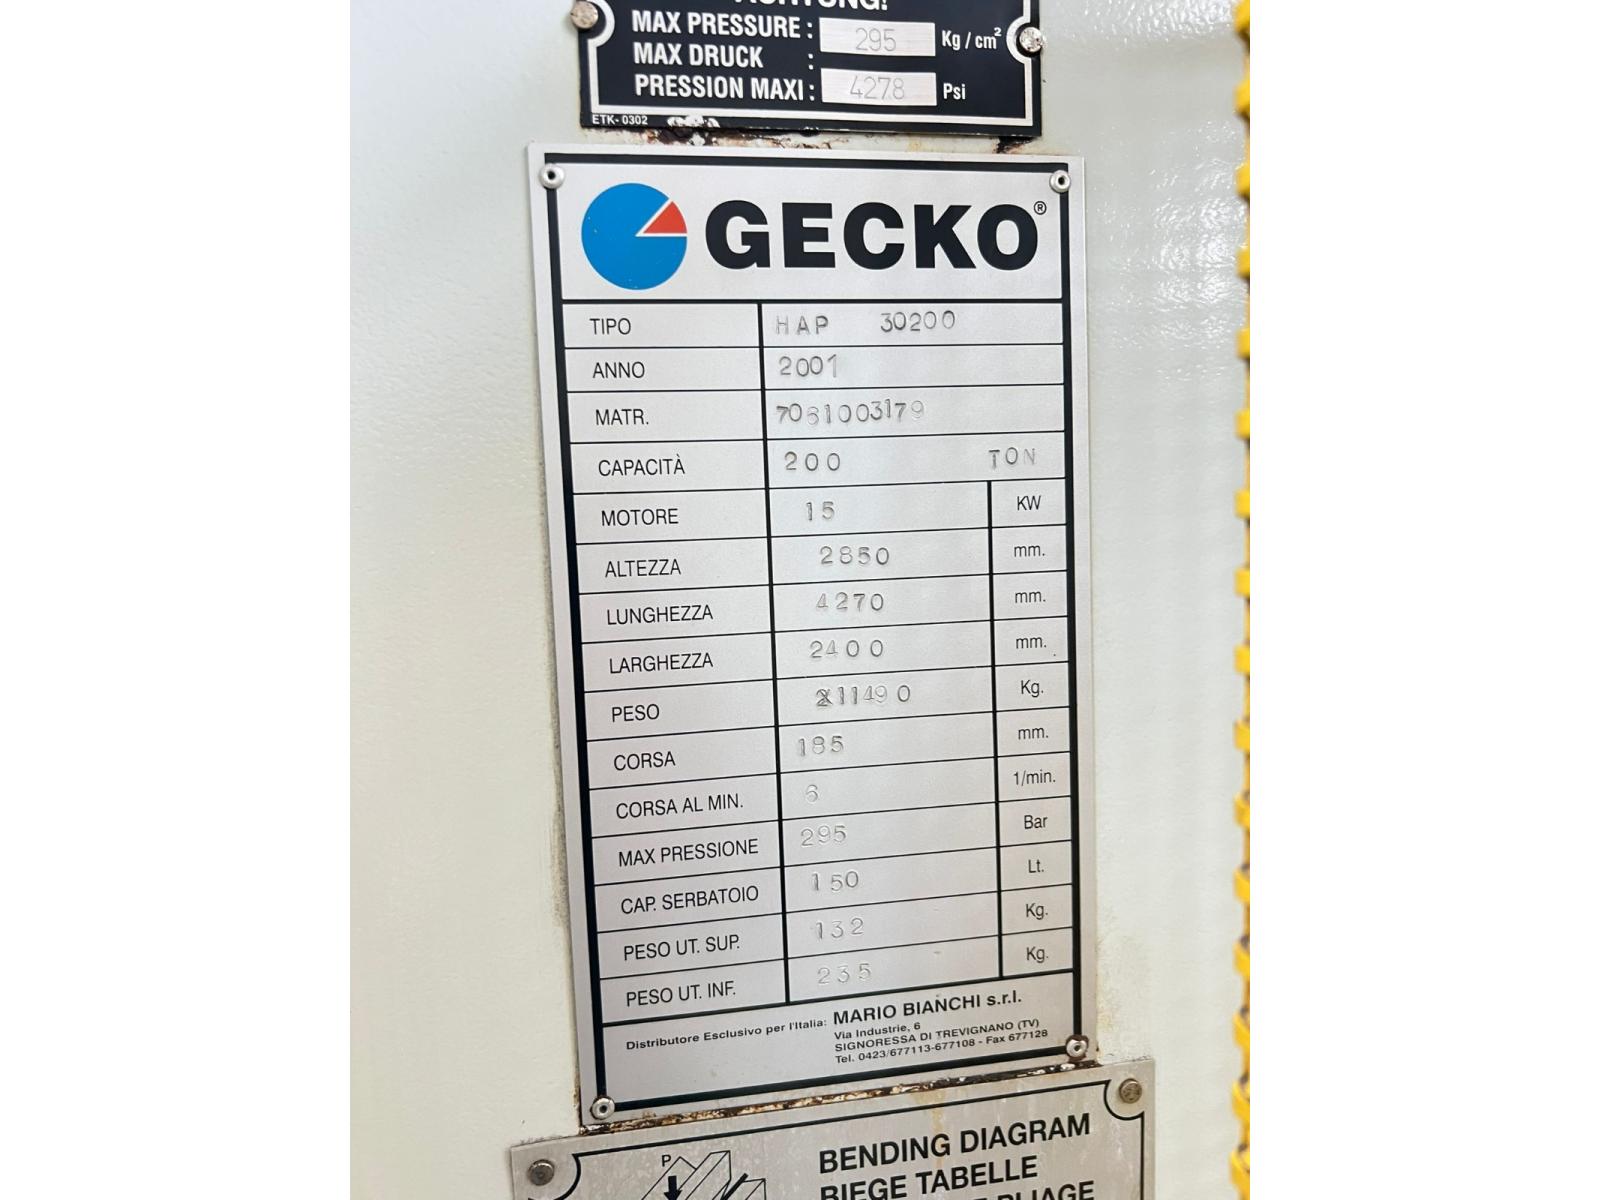 ACHTUNG!
MAX PRESSURE : 295 Kg/cm²
MAX DRUCK :
PRESSION MAXI : 4278 Psi
ETK-0302
GECKO®
TIPO HAP 30200
ANNO 2001
MATR. 7061003179
CAPACITÀ 200 TON
MOTORE 15 KW
ALTEZZA 2850 mm.
LUNGHEZZA 4270 mm.
LARGHEZZA 2400 mm.
PESO 11490 Kg.
CORSA 185 mm.
CORSA AL MIN. 6 1/min.
MAX PRESSIONE 295 Bar
CAP. SERBATOIO 150 Lt.
PESO UT. SUP. 132 Kg.
PESO UT. INF. 235 Kg.
Distributore Esclusivo per l'Italia: MARIO BIANCHI s.r.l.
Via Industrie, 6
SIGNORESSA DI TREVIGNANO (TV)
Tel. 0423/677113-677108 - Fax 677128
P
BENDING DIAGRAM
BIEGE TABELLE
PLIAGE